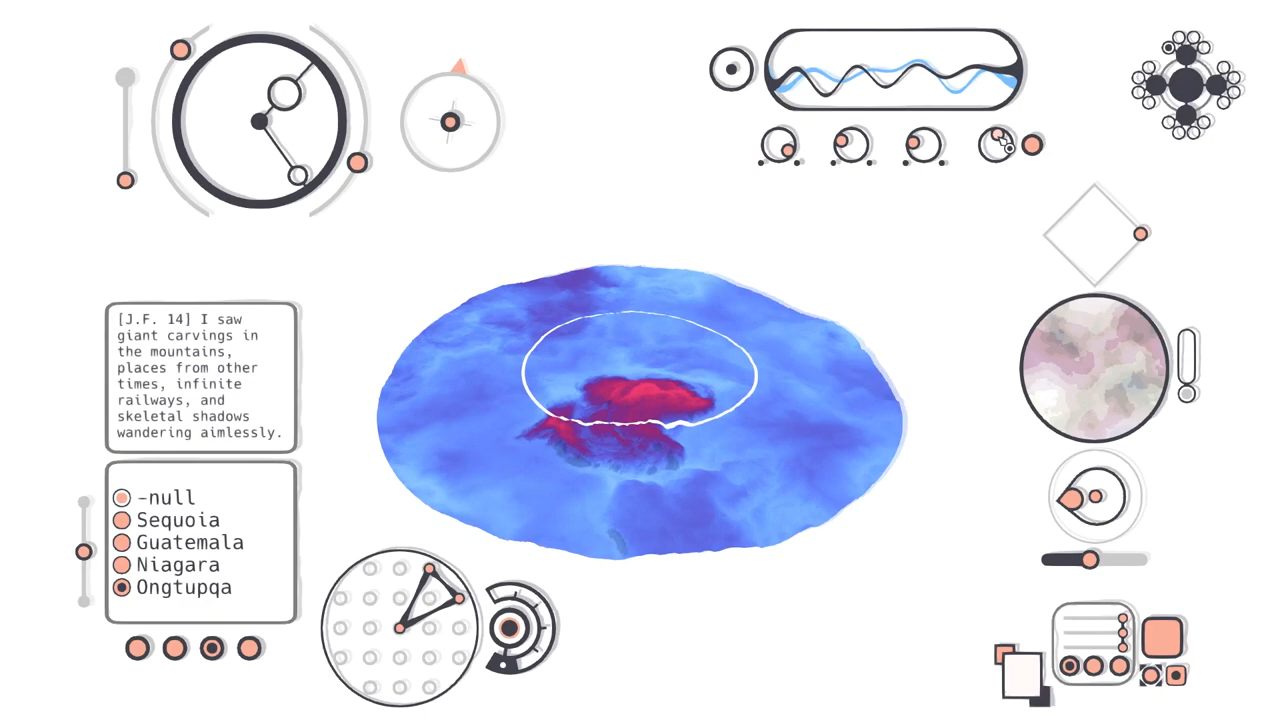 [J.F. 14] I saw
giant carvings in
the mountains,
places from other
times, infinite
railways, and
skeletal shadows
wandering aimlessly.
-null
Sequoia
Guatemala
Niagara
Ongtupqa